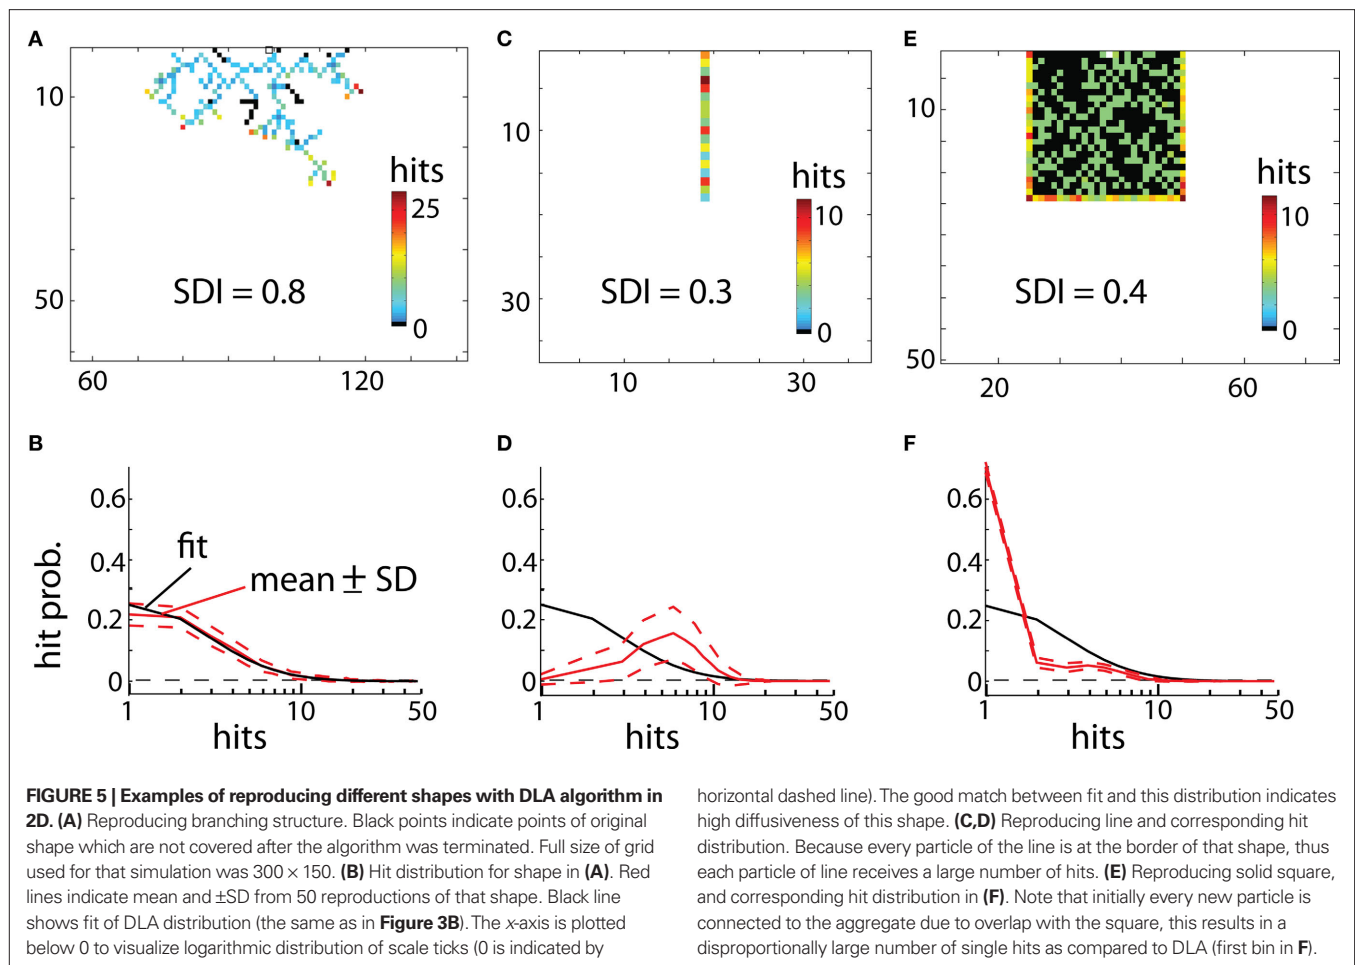 A
10
50
60
120
hits
25
0
SDI = 0.8
C
10
30
10
30
hits
10
0
SDI = 0.3
E
10
50
20
60
hits
10
0
SDI = 0.4
B
0.6
0.4
0.2
0
hit prob.
fit
mean ± SD
1
10
50
hits
D
0.6
0.4
0.2
0
1
10
50
hits
F
0.6
0.4
0.2
0
1
10
50
hits
FIGURE 5 | Examples of reproducing different shapes with DLA algorithm in
2D. (A) Reproducing branching structure. Black points indicate points of original
shape which are not covered after the algorithm was terminated. Full size of grid
used for that simulation was 300 × 150. (B) Hit distribution for shape in (A). Red
lines indicate mean and ±SD from 50 reproductions of that shape. Black line
shows fit of DLA distribution (the same as in Figure 3B). The x-axis is plotted
below 0 to visualize logarithmic distribution of scale ticks (0 is indicated by
horizontal dashed line). The good match between fit and this distribution indicates
high diffusiveness of this shape. (C,D) Reproducing line and corresponding hit
distribution. Because every particle of the line is at the border of that shape, thus
each particle of line receives a large number of hits. (E) Reproducing solid square,
and corresponding hit distribution in (F). Note that initially every new particle is
connected to the aggregate due to overlap with the square, this results in a
disproportionally large number of single hits as compared to DLA (first bin in F).